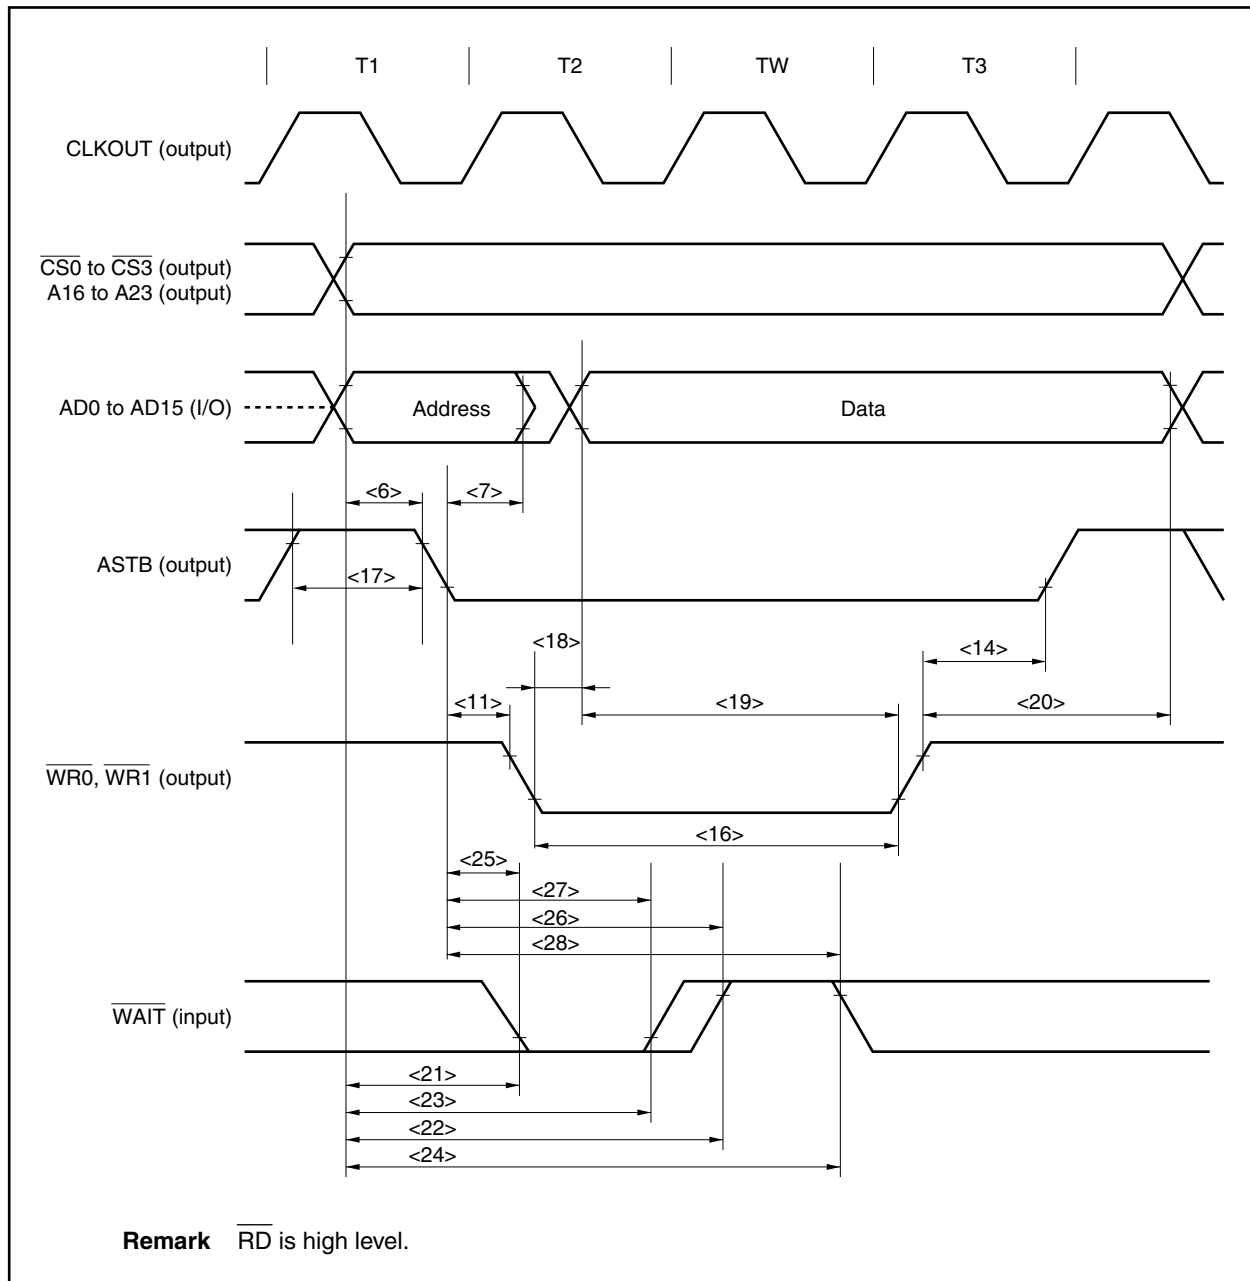 T1 T2 TW T3
CLKOUT (output)
CS0 to CS3 (output)
A16 to A23 (output)
AD0 to AD15 (I/O)
Address
Data
<6>
<7>
ASTB (output)
<17>
<18>
<14>
<11>
<19>
<20>
WR0, WR1 (output)
<16>
<25>
<27>
<26>
<28>
WAIT (input)
<21>
<23>
<22>
<24>
Remark RD is high level.